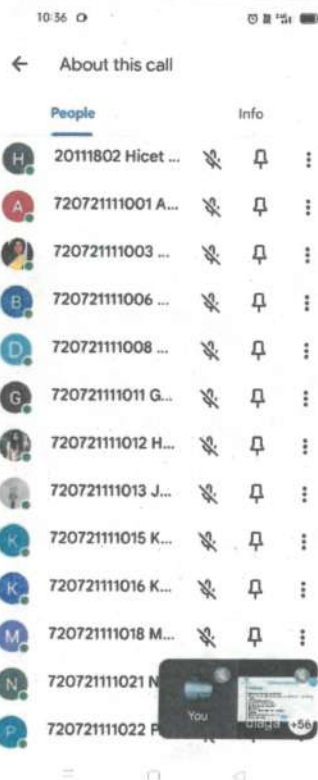 10:36
About this call
People Info
H 20111802 Hicet ...
A 720721111001 A...
720721111003 ...
B 720721111006 ...
D 720721111008 ...
G 720721111011 G...
720721111012 H...
720721111013 J...
K 720721111015 K...
K 720721111016 K...
M 720721111018 M...
N 720721111021 N
P 720721111022 P
You
ulaga +56